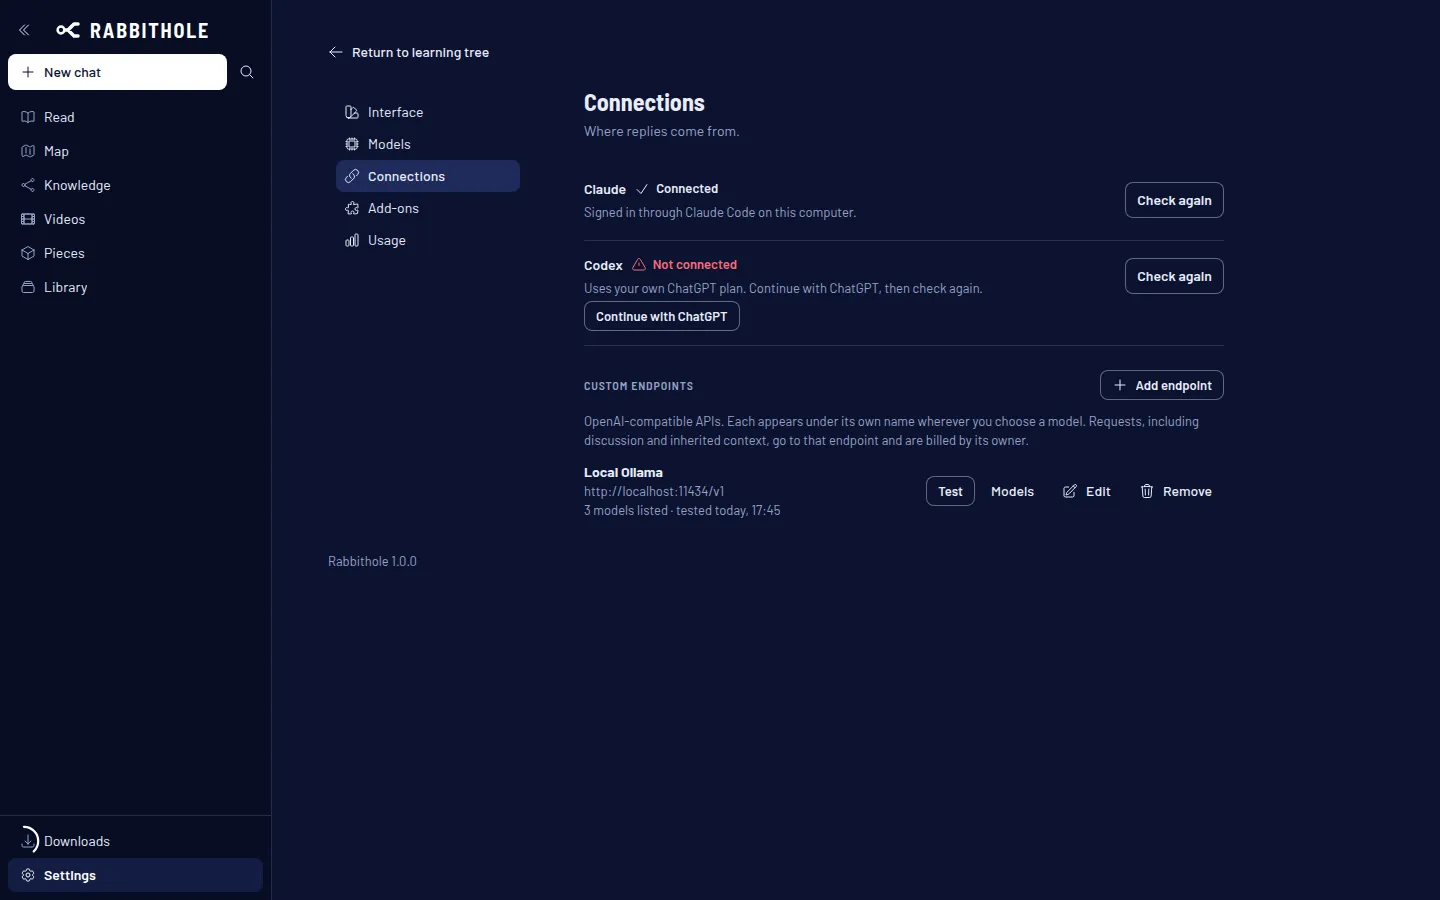 RABBITHOLE
New chat
Read
Map
Knowledge
Videos
Pieces
Library
Downloads
Settings
Return to learning tree
Interface
Models
Connections
Add-ons
Usage
Rabbithole 1.0.0
Connections
Where replies come from.
Claude Connected
Signed in through Claude Code on this computer.
Check again
Codex Not connected
Uses your own ChatGPT plan. Continue with ChatGPT, then check again.
Continue with ChatGPT
Check again
CUSTOM ENDPOINTS
Add endpoint
OpenAI-compatible APIs. Each appears under its own name wherever you choose a model. Requests, including
discussion and inherited context, go to that endpoint and are billed by its owner.
Local Ollama
http://localhost:11434/v1
3 models listed · tested today, 17:45
Test Models Edit Remove